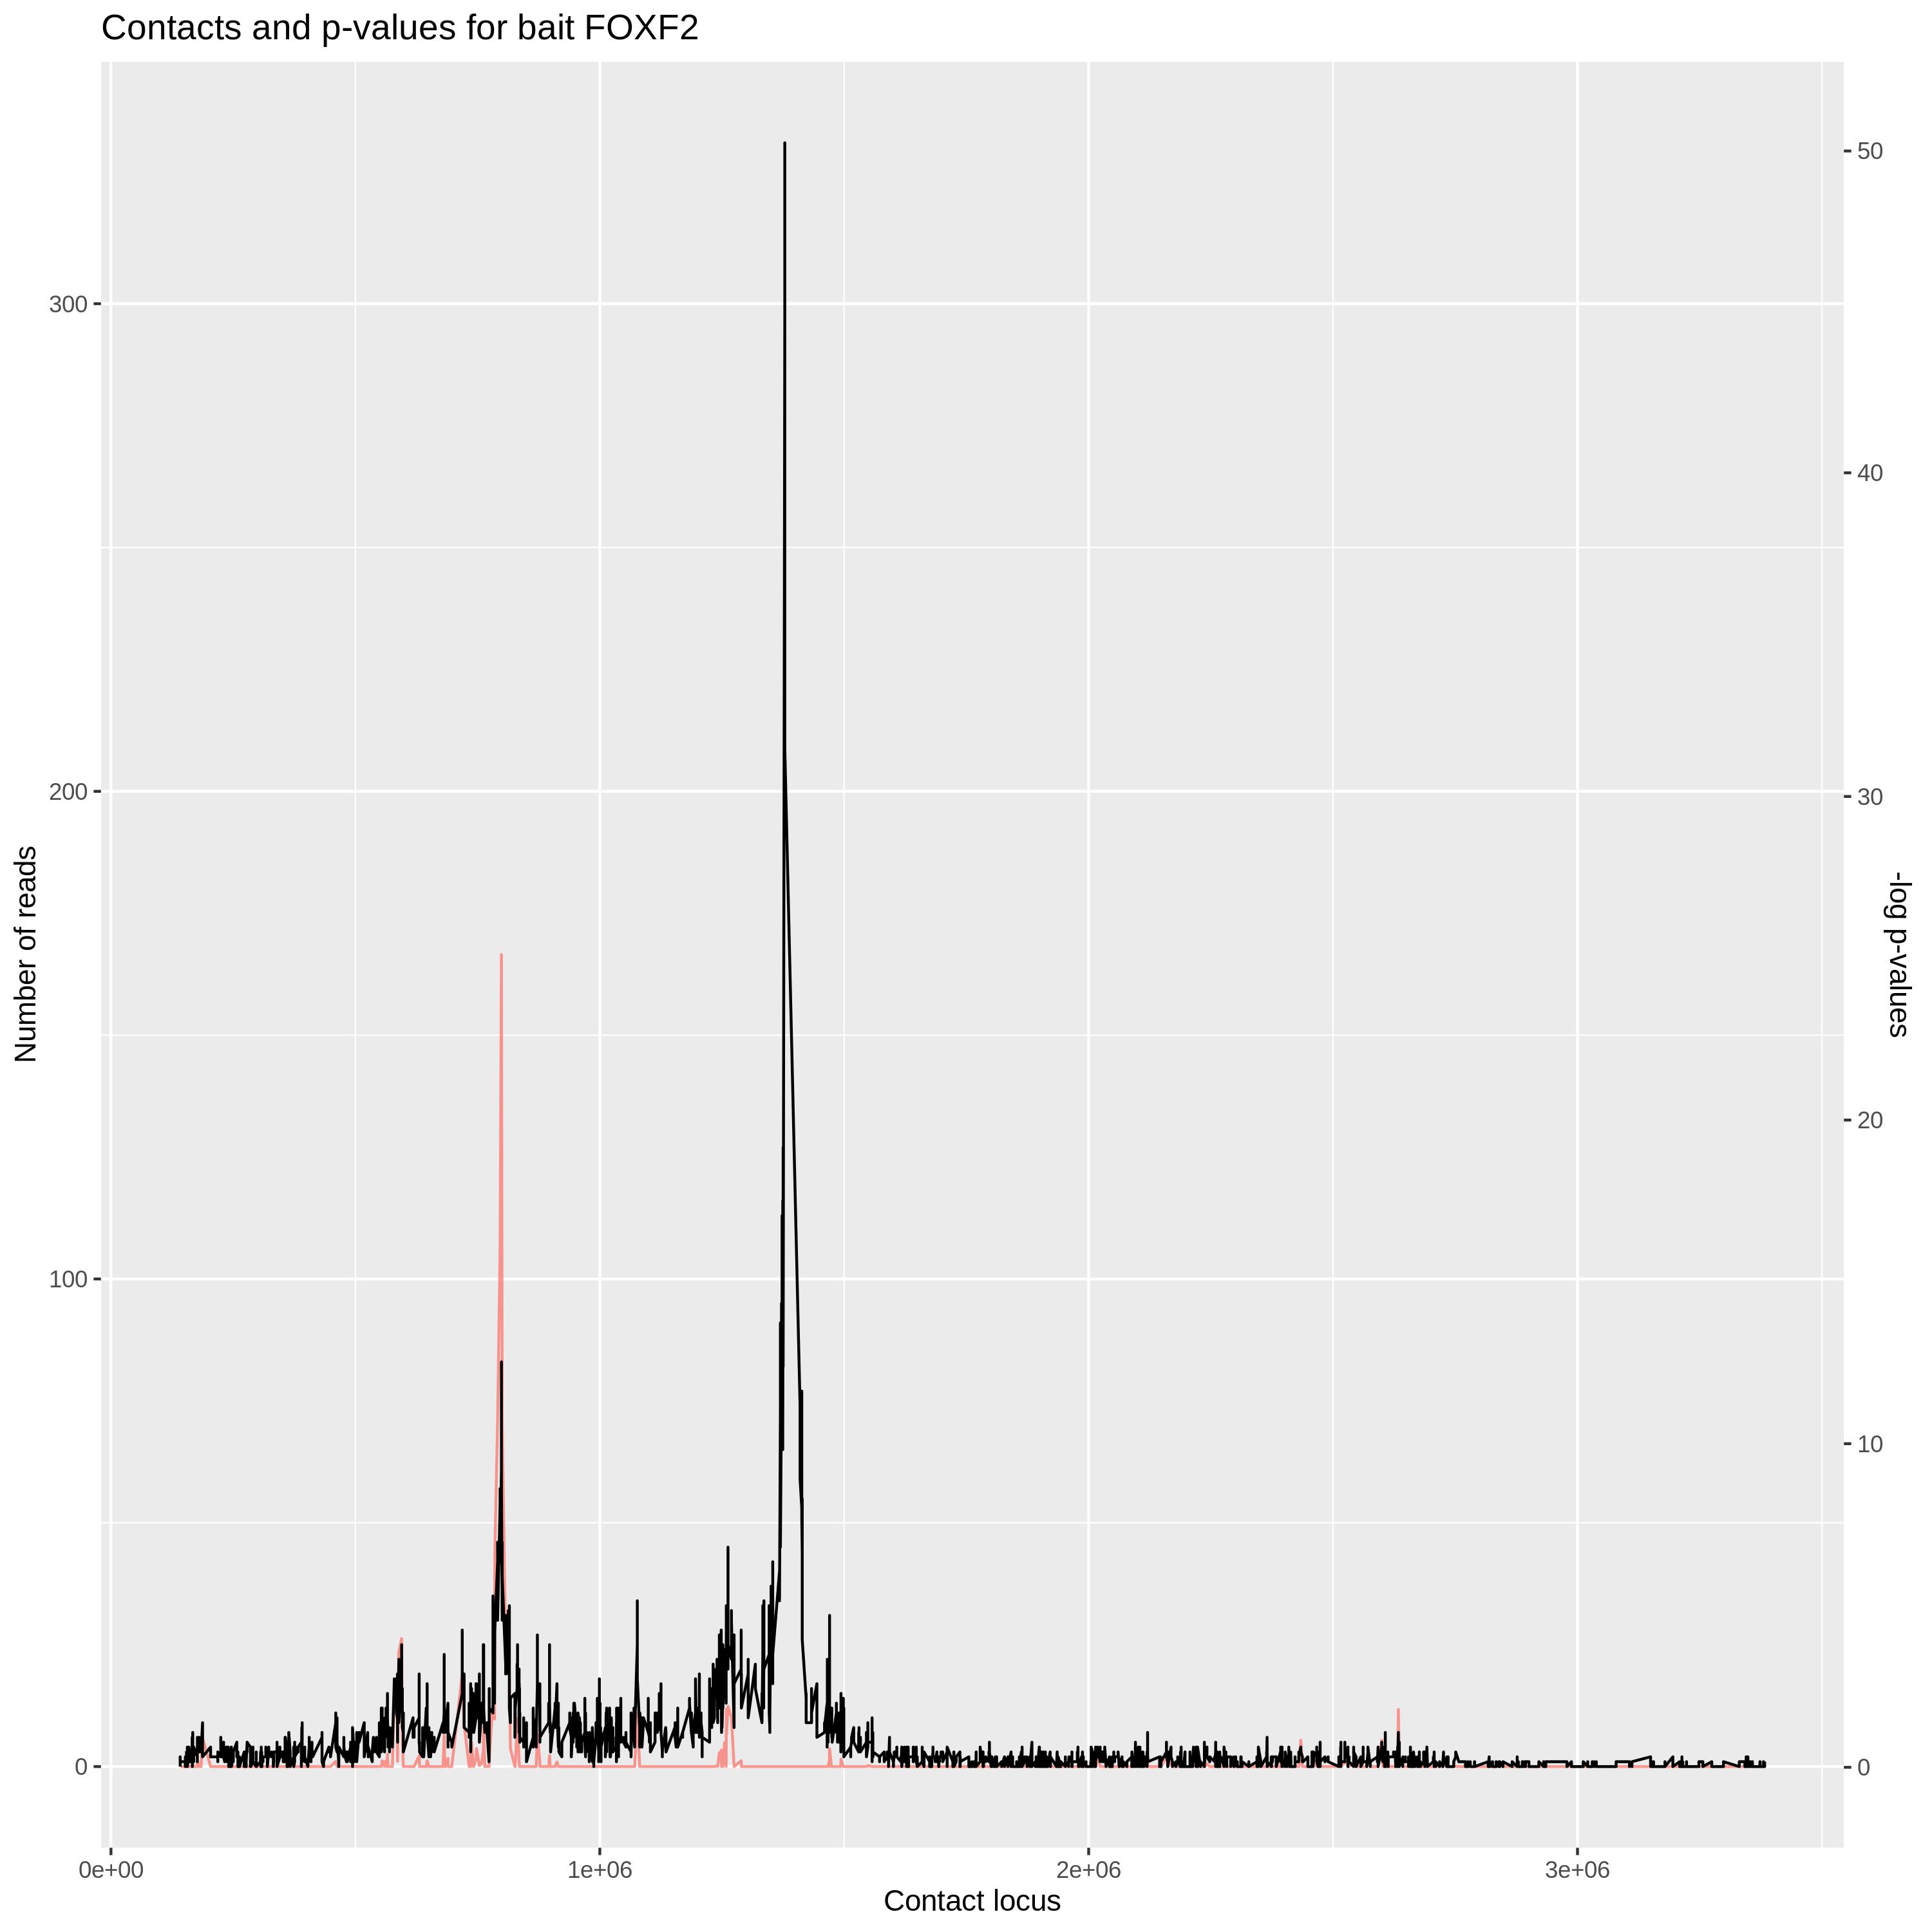 Contacts and p-values for bait FOXF2
300
200
100
0
Number of reads
50
40
30
20
10
0
-log p-values
0e+00 1e+06 2e+06 3e+06
Contact locus